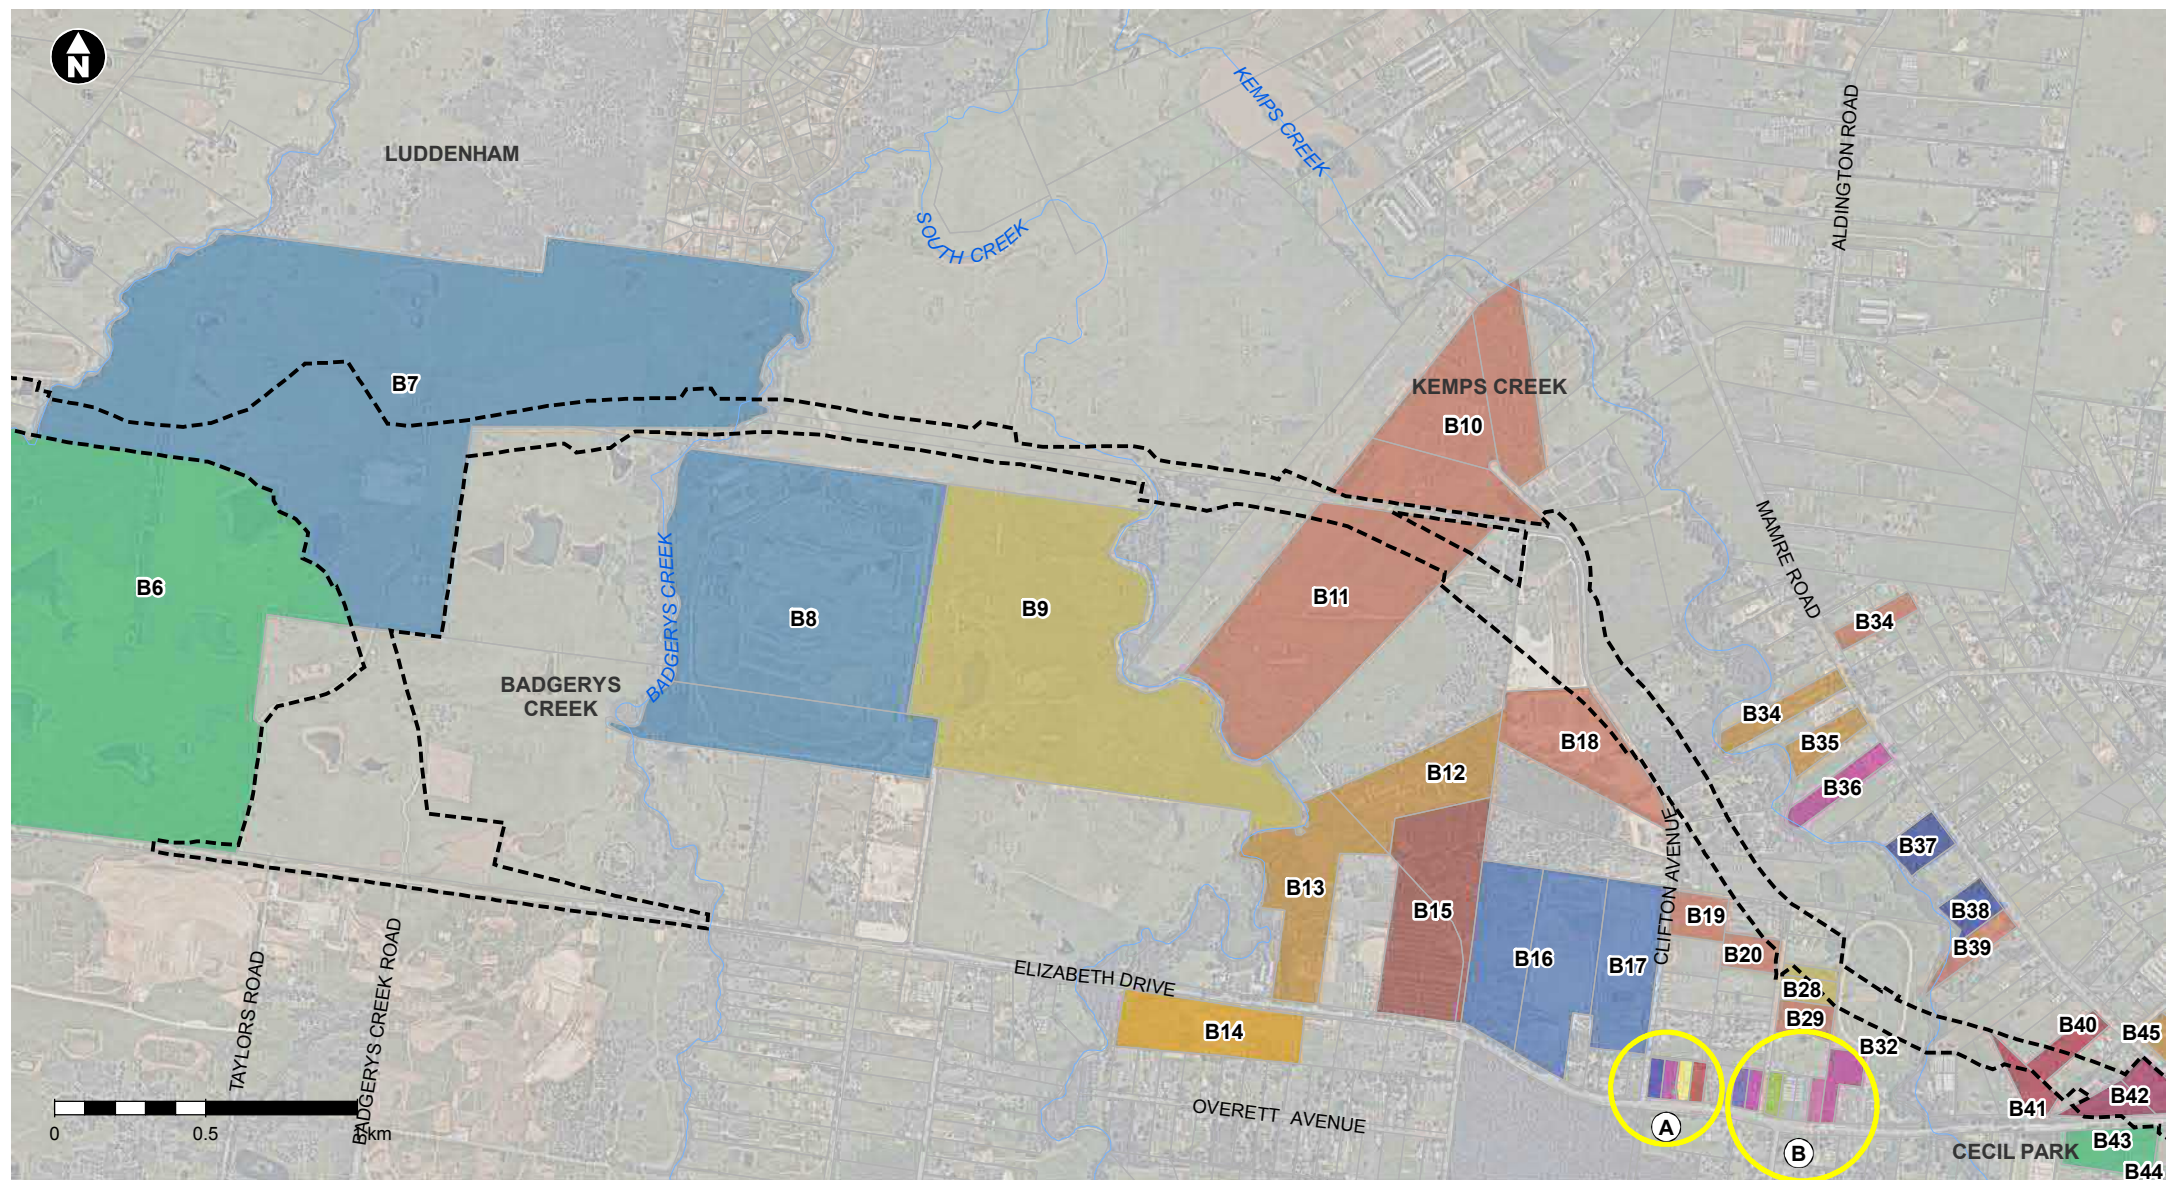 N
LUDDENHAM
KEMPS CREEK
SOUTH CREEK
ALDINGTON ROAD
B7
KEMPS CREEK
B10
MAMRE ROAD
B6
B8
B9
B11
B34
BADGERYS CREEK
BADGERYS
CREEK
B34
B35
B18
B12
B36
CLIFTON AVENUE
B37
B13
B15
B38
B19
B39
B20
B16
B17
ELIZABETH DRIVE
B28
B29
B14
B40
B45
B32
TAYLORS ROAD
BADGERYS CREEK ROAD
B42
B41
OVERETT AVENUE
A
B
0
0.5
1 km
CECIL PARK
B43
B44